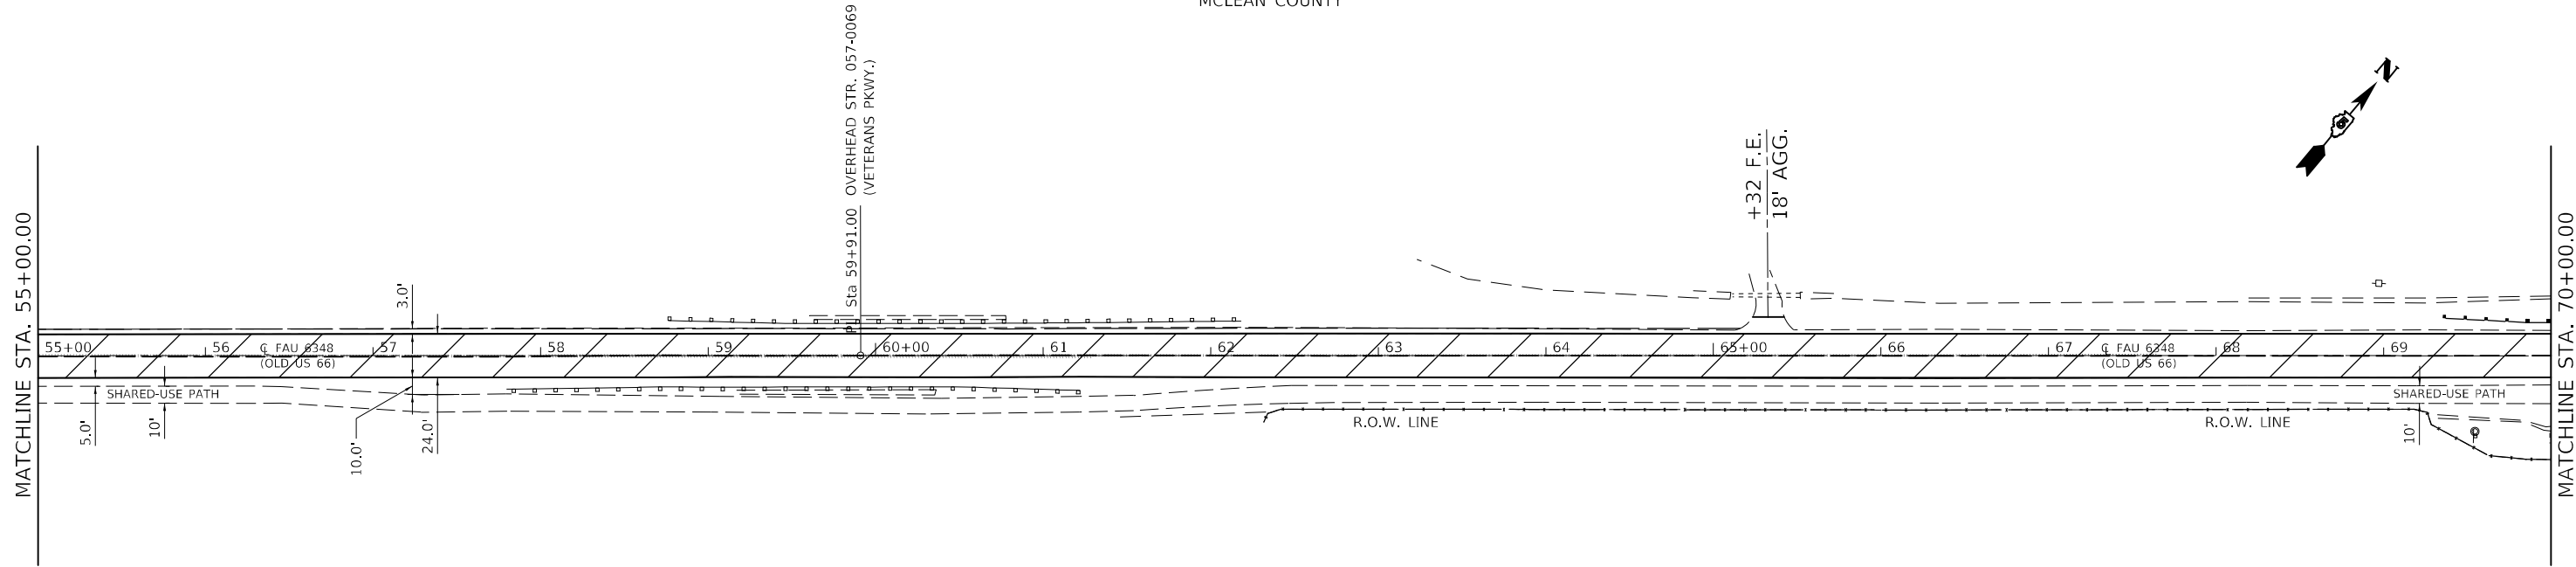 MCLEAN COUNTY
OVERHEAD STR. 057-0069
(VETERANS PKWY.)
Sta 59+91.00
+32 F.E.
18' AGG.
N
MATCHLINE STA. 55+00.00
MATCHLINE STA. 70+00.00
3.0'
55+00
56
℄ FAU 6348
(OLD US 66)
57
58
59
60+00
61
62
63
64
65+00
66
67
℄ FAU 6348
(OLD US 66)
68
69
SHARED-USE PATH
SHARED-USE PATH
5.0'
10'
10.0'
24.0'
R.O.W. LINE
R.O.W. LINE
10'